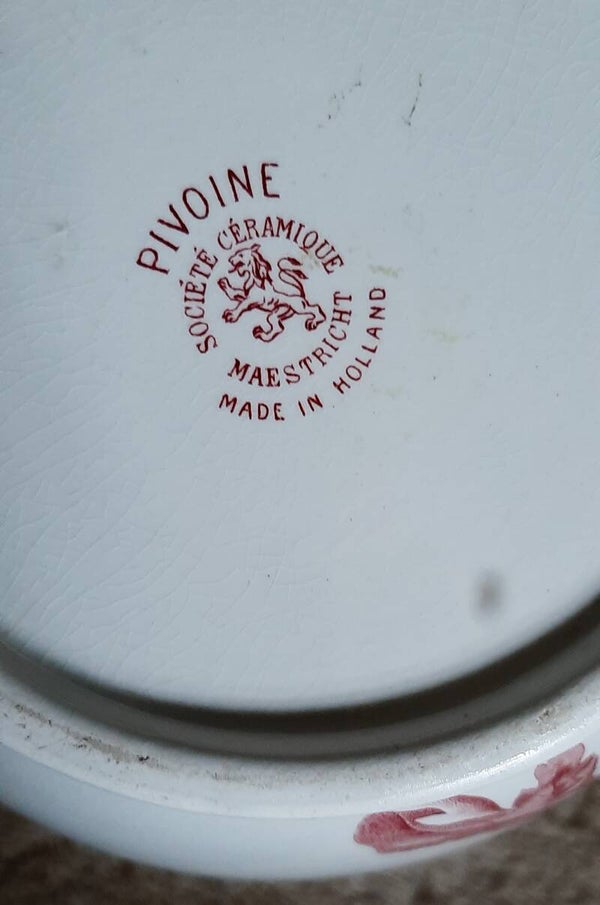 PIVOINE
SOCIÉTÉ CÉRAMIQUE
MAESTRICHT
MADE IN HOLLAND